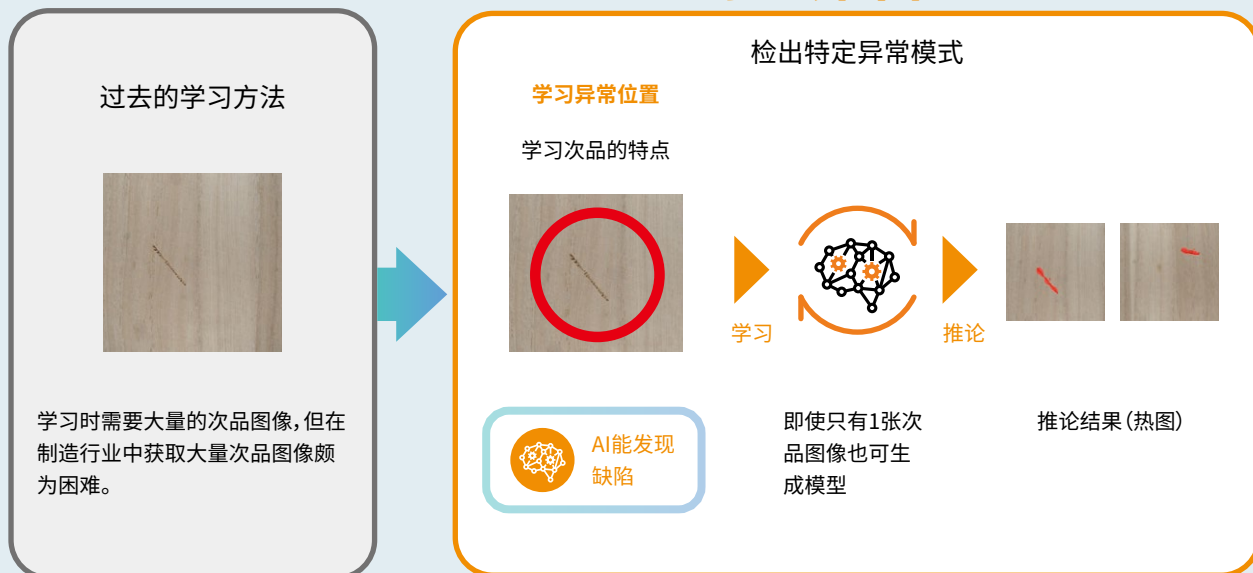 过去的学习方法
学习时需要大量的次品图像，但在
制造行业中获取大量次品图像颇
为困难。
检出特定异常模式
学习异常位置
学习次品的特点
学习
推论
AI能发现
缺陷
即使只有1张次
品图像也可生
成模型
推论结果（热图）